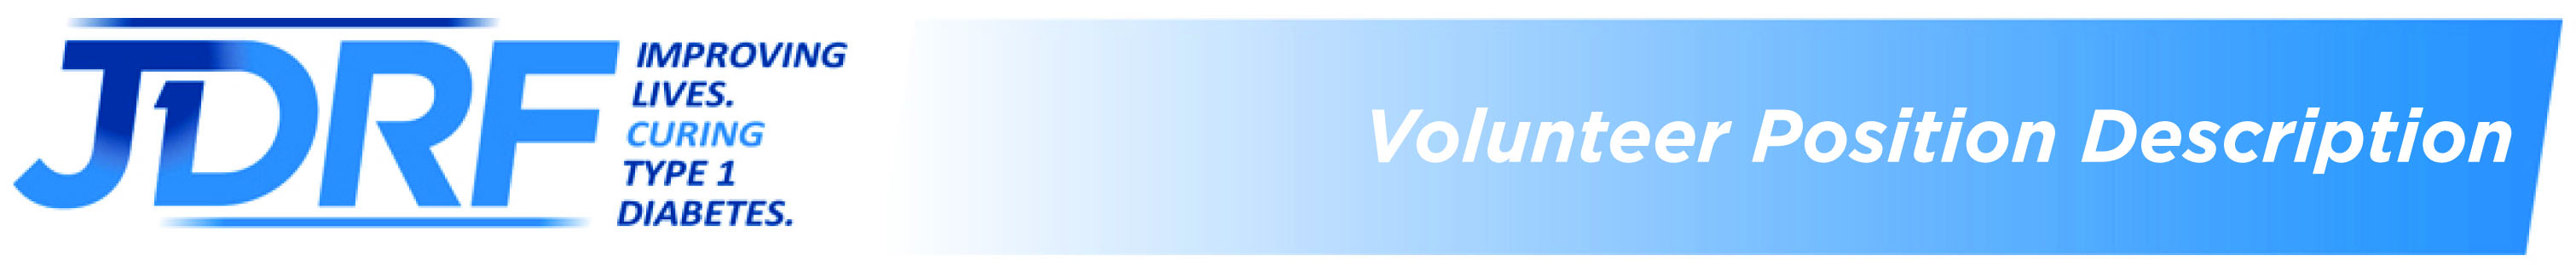 JDRF
IMPROVING
LIVES.
CURING
TYPE 1
DIABETES.
Volunteer Position Description